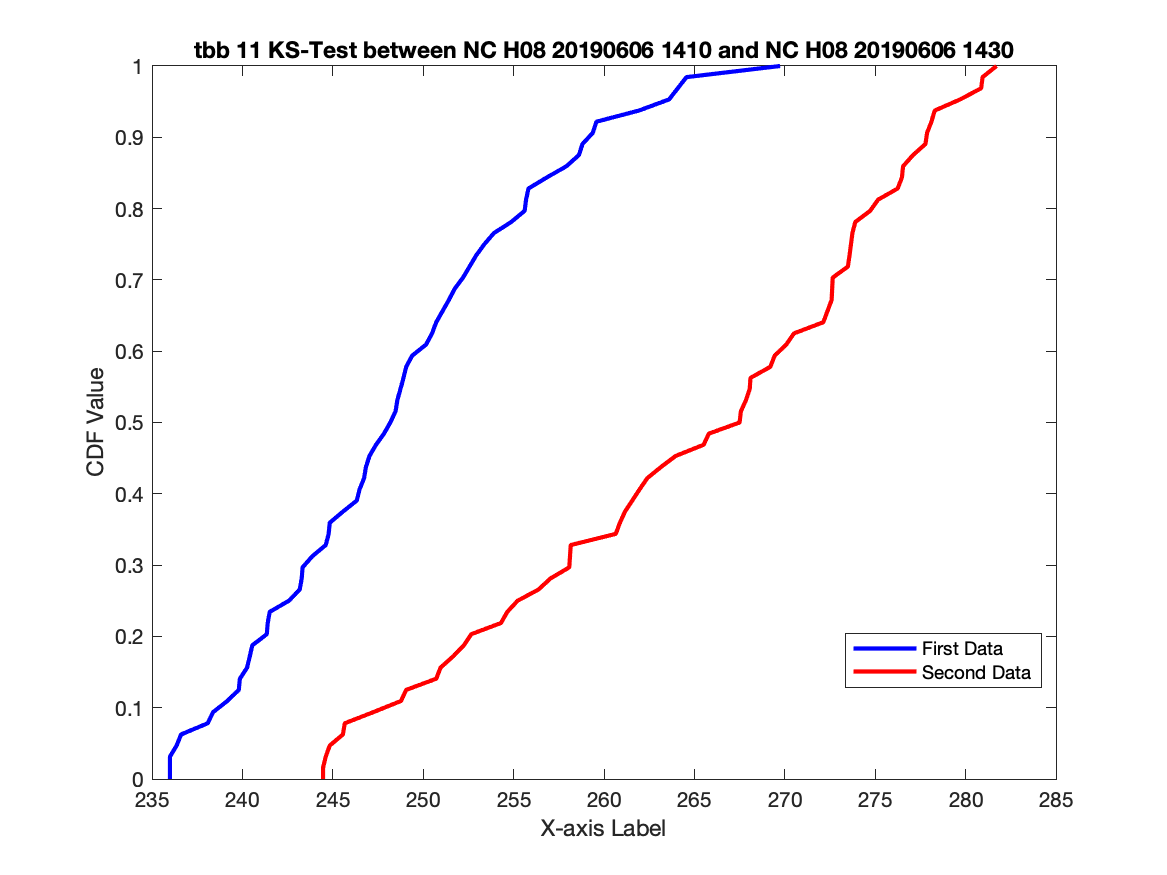 tbb 11 KS-Test between NC H08 20190606 1410 and NC H08 20190606 1430
1
0.9
0.8
0.7
0.6
0.5
0.4
0.3
0.2
0.1
0
CDF Value
First Data
Second Data
235 240 245 250 255 260 265 270 275 280 285
X-axis Label